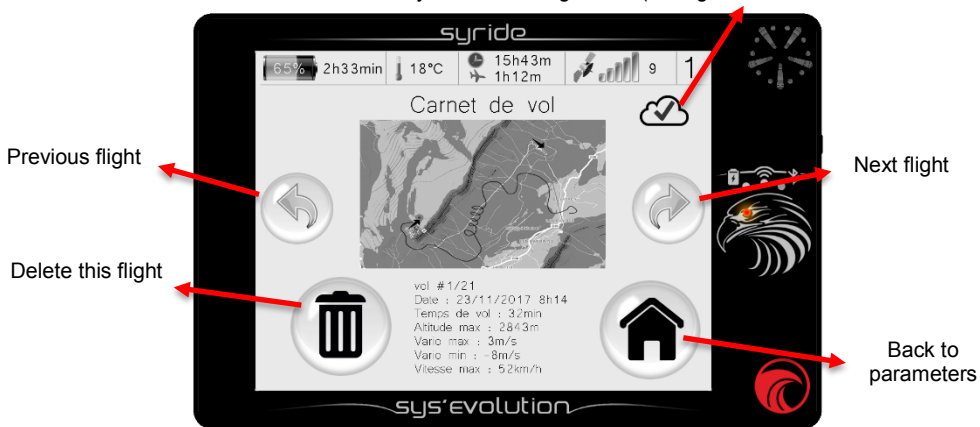 syride
65% 2h33min 18°C 15h43m 1h12m 9 1
Carnet de vol
Previous flight
Next flight
Delete this flight
vol #1/21
Date : 23/11/2017 8h14
Temps de vol : 32min
Altitude max : 2843m
Vario max : 3m/s
Vario min : -8m/s
Vitesse max : 52km/h
Back to
parameters
sys'evolution